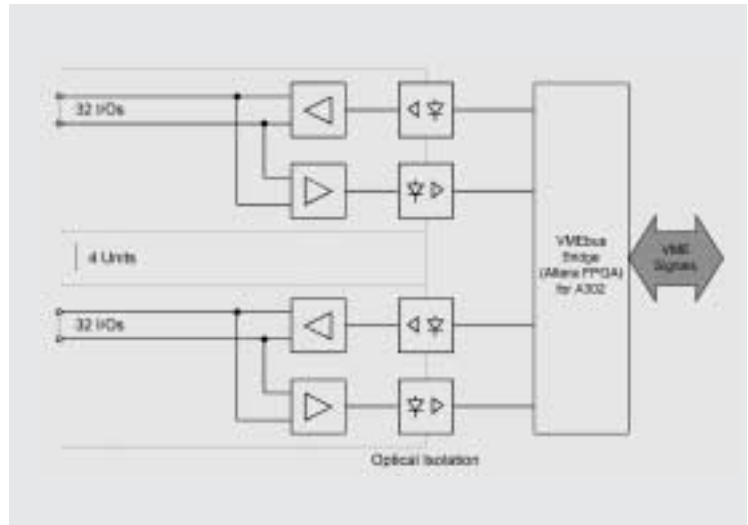 32 I/Os
4 Units
VMEbus
Bridge
(Altera FPGA)
for A302
VME
Signals
32 I/Os
Optical Isolation